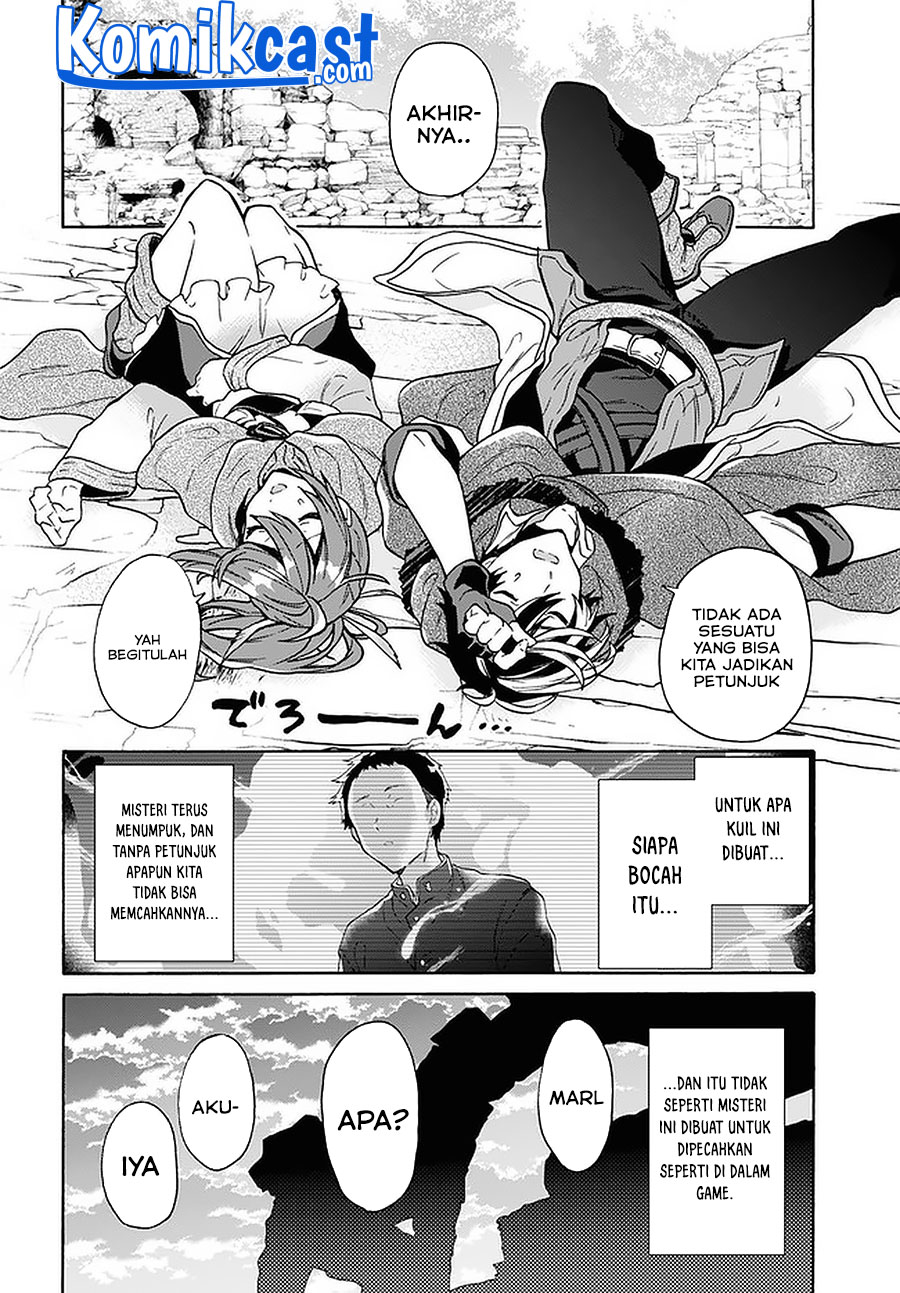 Komikcast
.com
AKHIR-
NYA..
TIDAK ADA
SESUATU
YANG BISA
KITA JADIKAN
PETUNJUK
YAH
BEGITULAH
でろーーん...
UNTUK APA
KUIL INI
DIBUAT...
SIAPA
BOCAH
ITU...
MISTERI TERUS
MENUMPUK, DAN
TANPA PETUNJUK
APAPUN KITA
TIDAK BISA
MEMCAHKANNYA...
...DAN ITU TIDAK
SEPERTI MISTERI
INI DIBUAT UNTUK
DIPECAHKAN
SEPERTI DI DALAM
GAME.
MARL
APA?
AKU-
IYA